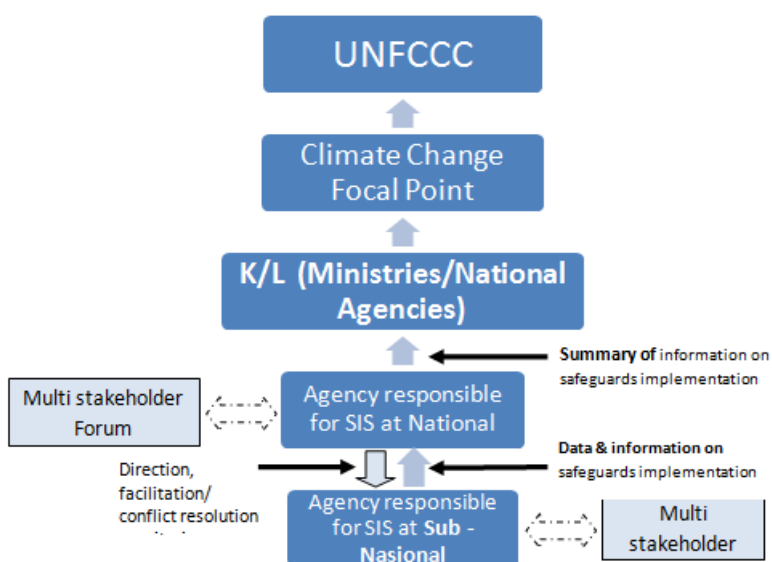 UNFCCC
Climate Change
Focal Point
K/L (Ministries/National
Agencies)
Summary of information on
safeguards implementation
Multi stakeholder
Forum
Agency responsible
for SIS at National
Direction,
facilitation/
conflict resolution
Data & information on
safeguards implementation
Agency responsible
for SIS at Sub -
Nasional
Multi
stakeholder